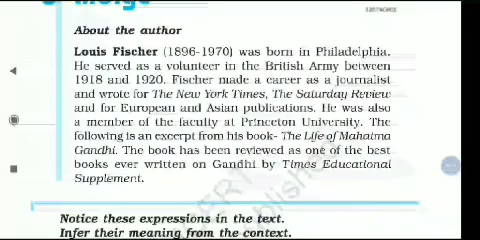 About the author
Louis Fischer (1896-1970) was born in Philadelphia.
He served as a volunteer in the British Army between
1918 and 1920. Fischer made a career as a journalist
and wrote for The New York Times, The Saturday Review
and for European and Asian publications. He was also
a member of the faculty at Princeton University. The
following is an excerpt from his book- The Life of Mahatma
Gandhi. The book has been reviewed as one of the best
books ever written on Gandhi by Times Educational
Supplement.
Notice these expressions in the text.
Infer their meaning from the context.